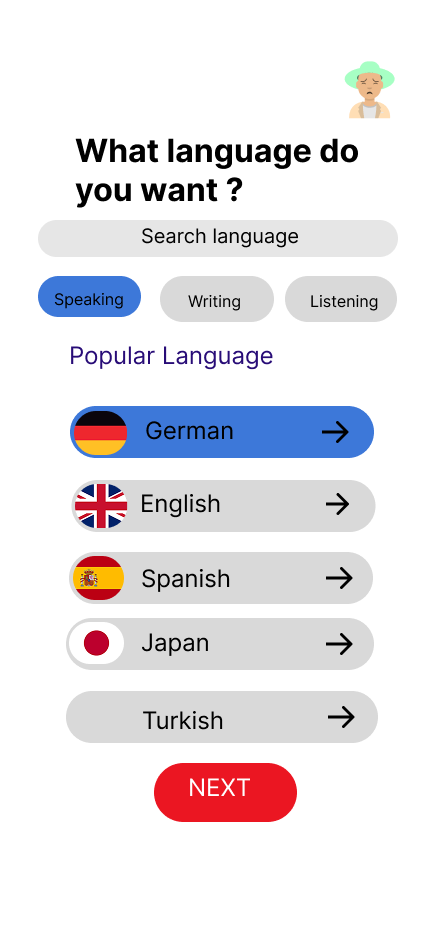 What language do
you want ?
Search language
Speaking
Writing
Listening
Popular Language
German
English
Spanish
Japan
Turkish
NEXT